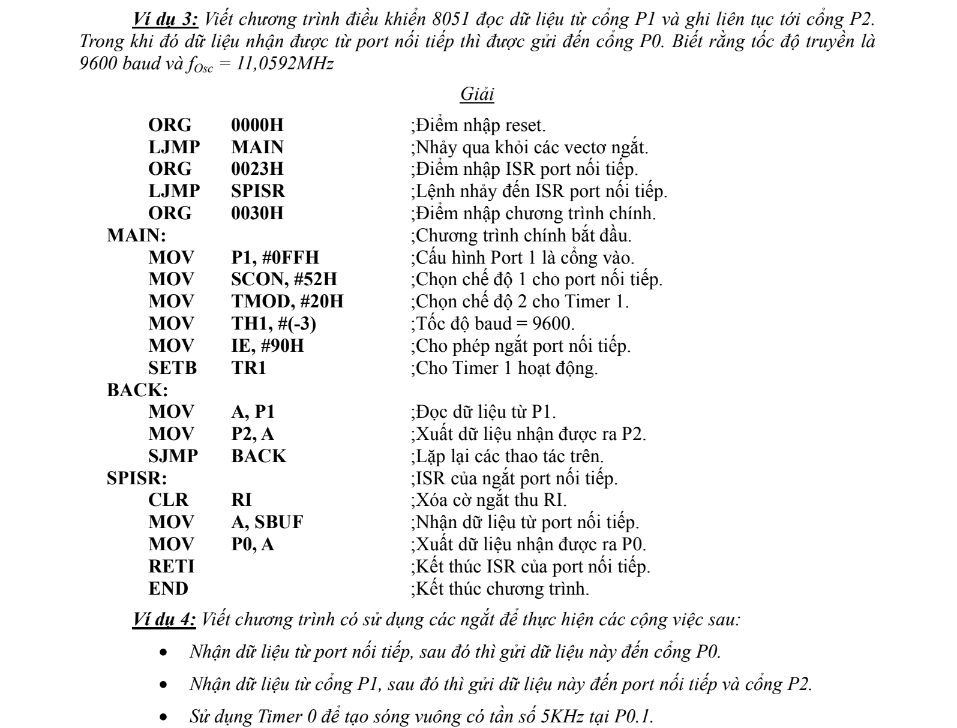 Ví dụ 3: Viết chương trình điều khiển 8051 đọc dữ liệu từ cổng P1 và ghi liên tục tới cổng P2.
Trong khi đó dữ liệu nhận được từ port nối tiếp thì được gửi đến cổng P0. Biết rằng tốc độ truyền là
9600 baud và fOsc = 11,0592MHz
Giải
ORG 0000H ;Điểm nhập reset.
LJMP MAIN ;Nhảy qua khỏi các vectơ ngắt.
ORG 0023H ;Điểm nhập ISR port nối tiếp.
LJMP SPISR ;Lệnh nhảy đến ISR port nối tiếp.
ORG 0030H ;Điểm nhập chương trình chính.
MAIN: ;Chương trình chính bắt đầu.
MOV P1, #0FFH ;Cấu hình Port 1 là cổng vào.
MOV SCON, #52H ;Chọn chế độ 1 cho port nối tiếp.
MOV TMOD, #20H ;Chọn chế độ 2 cho Timer 1.
MOV TH1, #(-3) ;Tốc độ baud = 9600.
MOV IE, #90H ;Cho phép ngắt port nối tiếp.
SETB TR1 ;Cho Timer 1 hoạt động.
BACK:
MOV A, P1 ;Đọc dữ liệu từ P1.
MOV P2, A ;Xuất dữ liệu nhận được ra P2.
SJMP BACK ;Lặp lại các thao tác trên.
SPISR: ;ISR của ngắt port nối tiếp.
CLR RI ;Xóa cờ ngắt thu RI.
MOV A, SBUF ;Nhận dữ liệu từ port nối tiếp.
MOV P0, A ;Xuất dữ liệu nhận được ra P0.
RETI ;Kết thúc ISR của port nối tiếp.
END ;Kết thúc chương trình.
Ví dụ 4: Viết chương trình có sử dụng các ngắt để thực hiện các cộng việc sau:
• Nhận dữ liệu từ port nối tiếp, sau đó thì gửi dữ liệu này đến cổng P0.
• Nhận dữ liệu từ cổng P1, sau đó thì gửi dữ liệu này đến port nối tiếp và cổng P2.
• Sử dụng Timer 0 để tạo sóng vuông có tần số 5KHz tại P0.1.